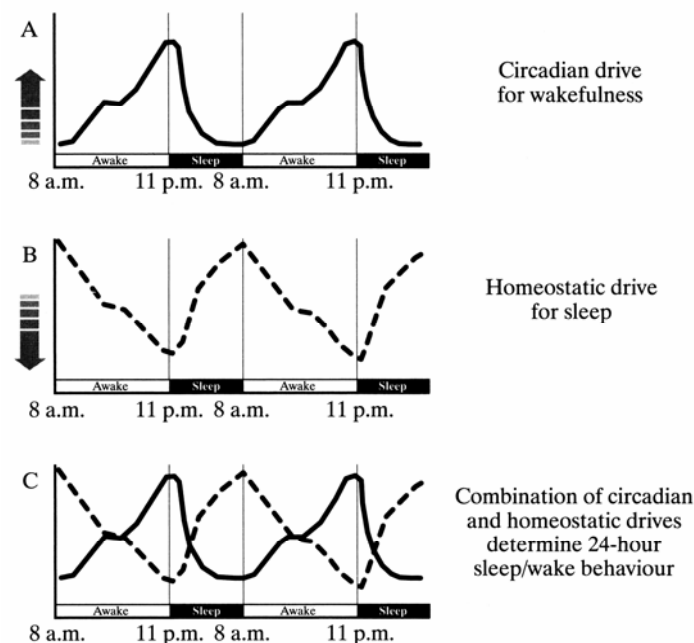 A
Circadian drive
for wakefulness
Awake Sleep Awake Sleep
8 a.m. 11 p.m. 8 a.m. 11 p.m.
B
Homeostatic drive
for sleep
Awake Sleep Awake Sleep
8 a.m. 11 p.m. 8 a.m. 11 p.m.
C
Combination of circadian
and homeostatic drives
determine 24-hour
sleep/wake behaviour
Awake Sleep Awake Sleep
8 a.m. 11 p.m. 8 a.m. 11 p.m.